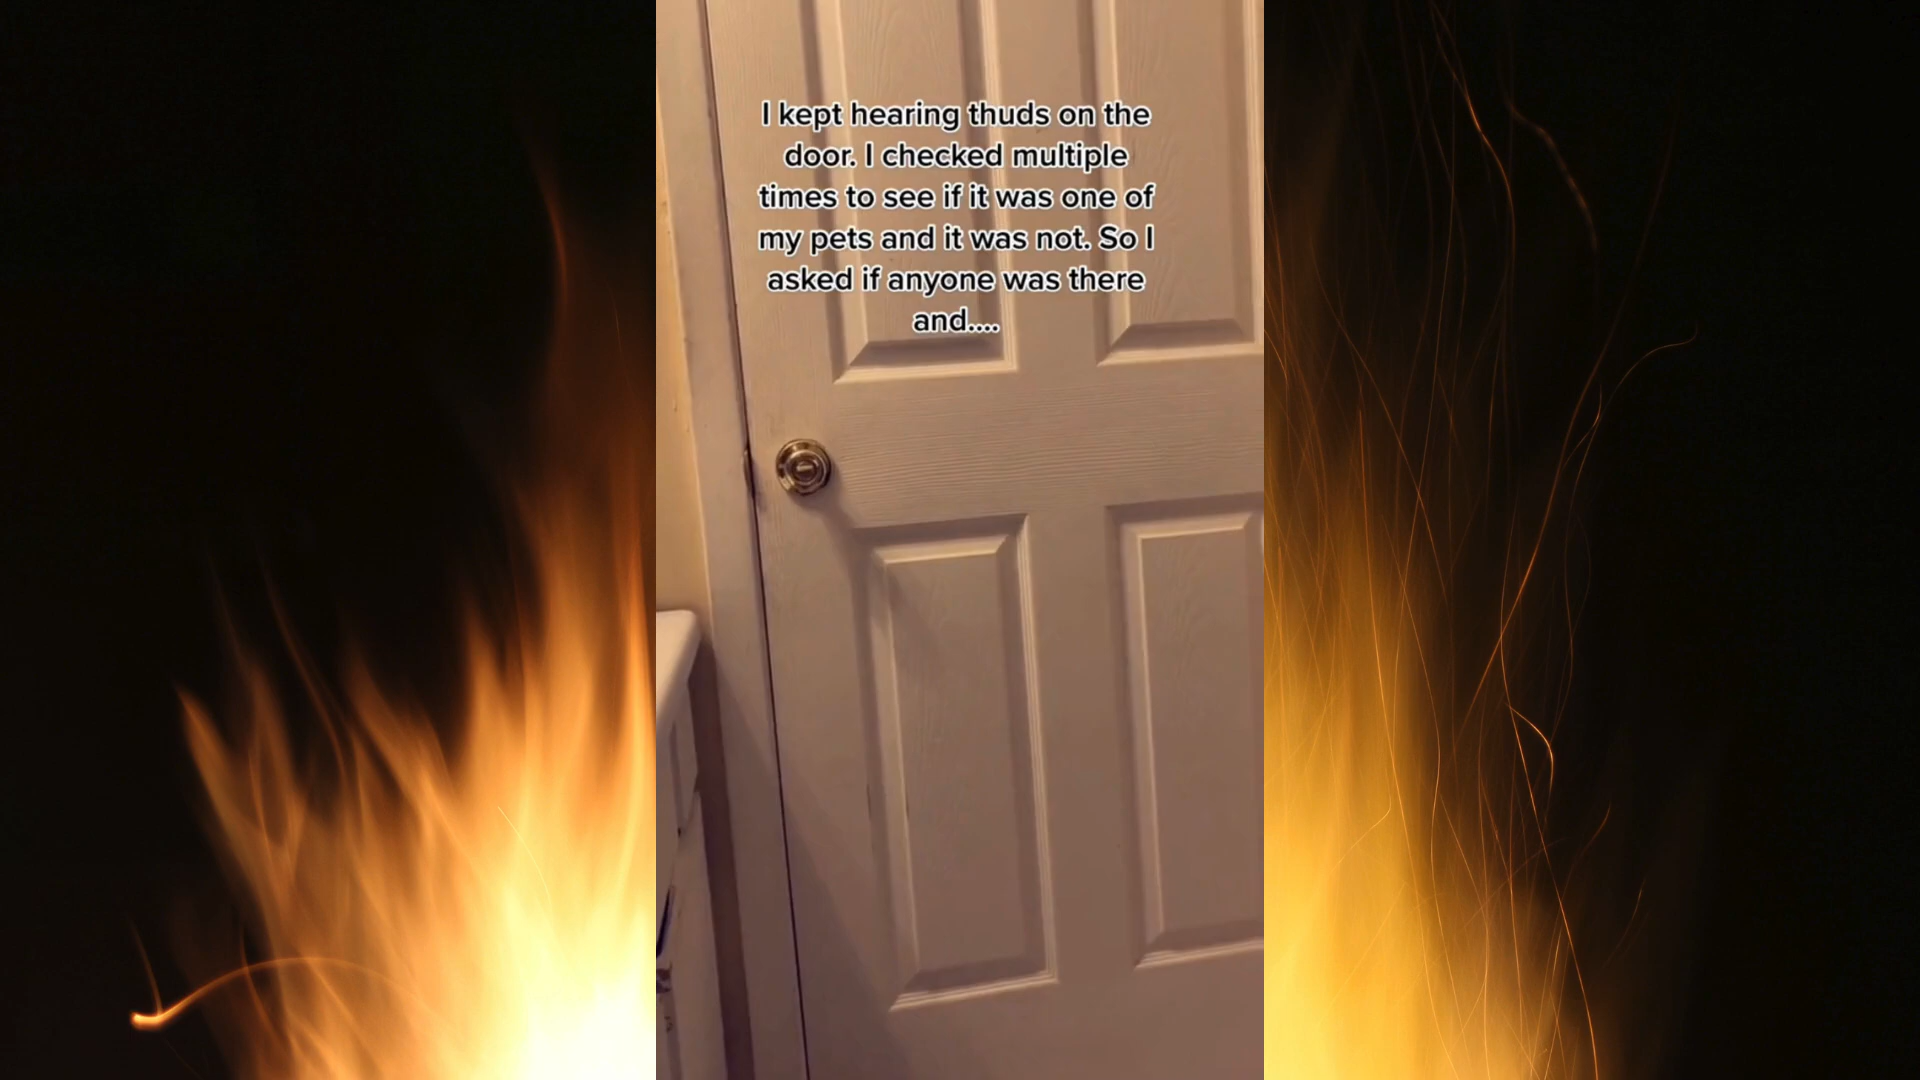 I kept hearing thuds on the
door. I checked multiple
times to see if it was one of
my pets and it was not. So I
asked if anyone was there
and....